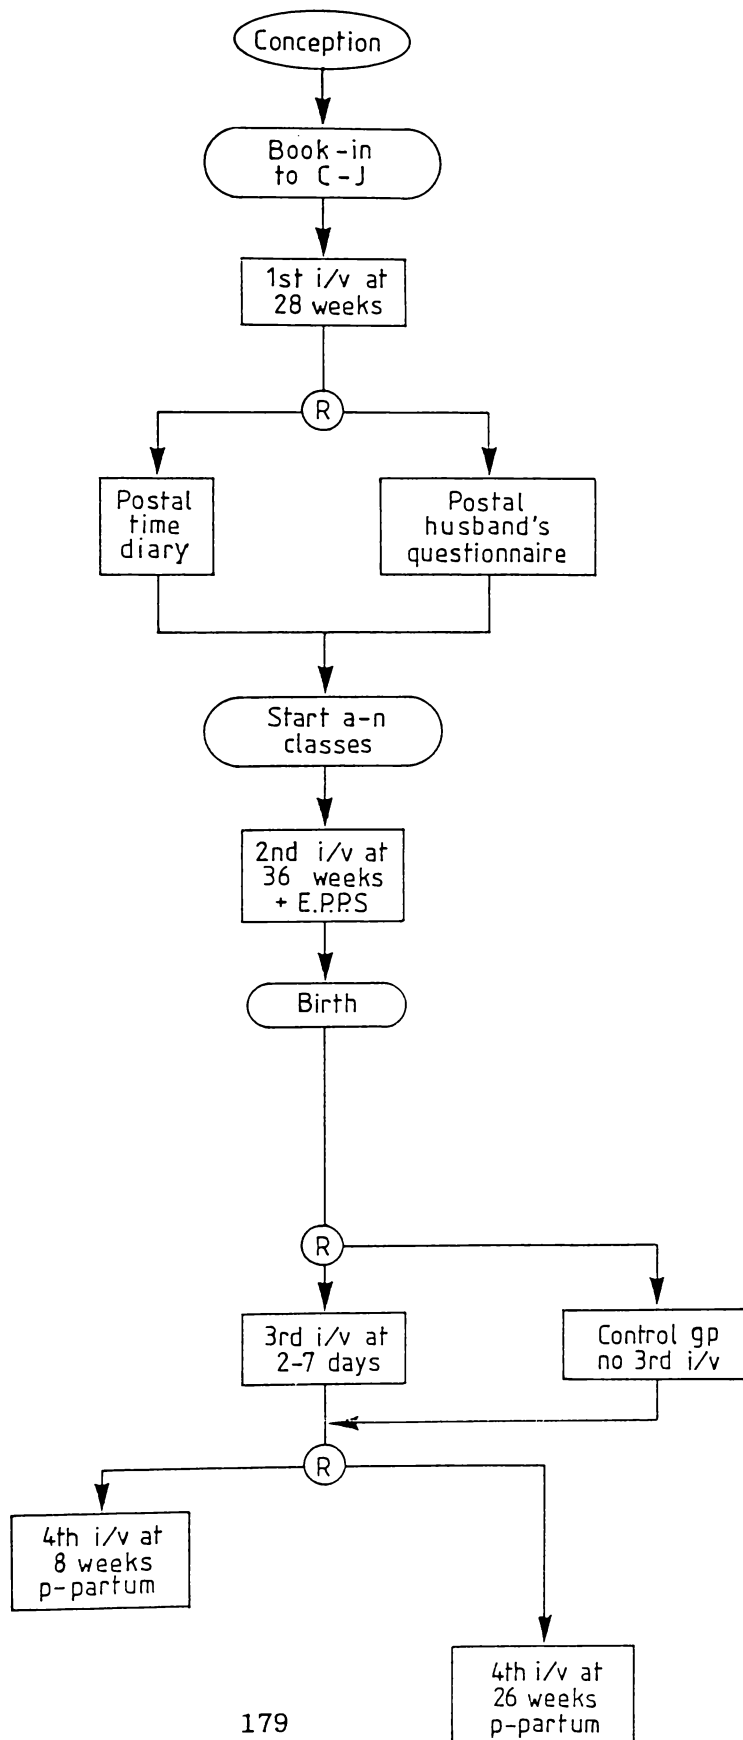 Conception
Book-in
to C-J
1st i/v at
28 weeks
R
Postal
time
diary
Postal
husband's
questionnaire
Start a-n
classes
2nd i/v at
36 weeks
+ E.P.P.S
Birth
R
3rd i/v at
2-7 days
Control gp
no 3rd i/v
R
4th i/v at
8 weeks
p-partum
4th i/v at
26 weeks
p-partum
179